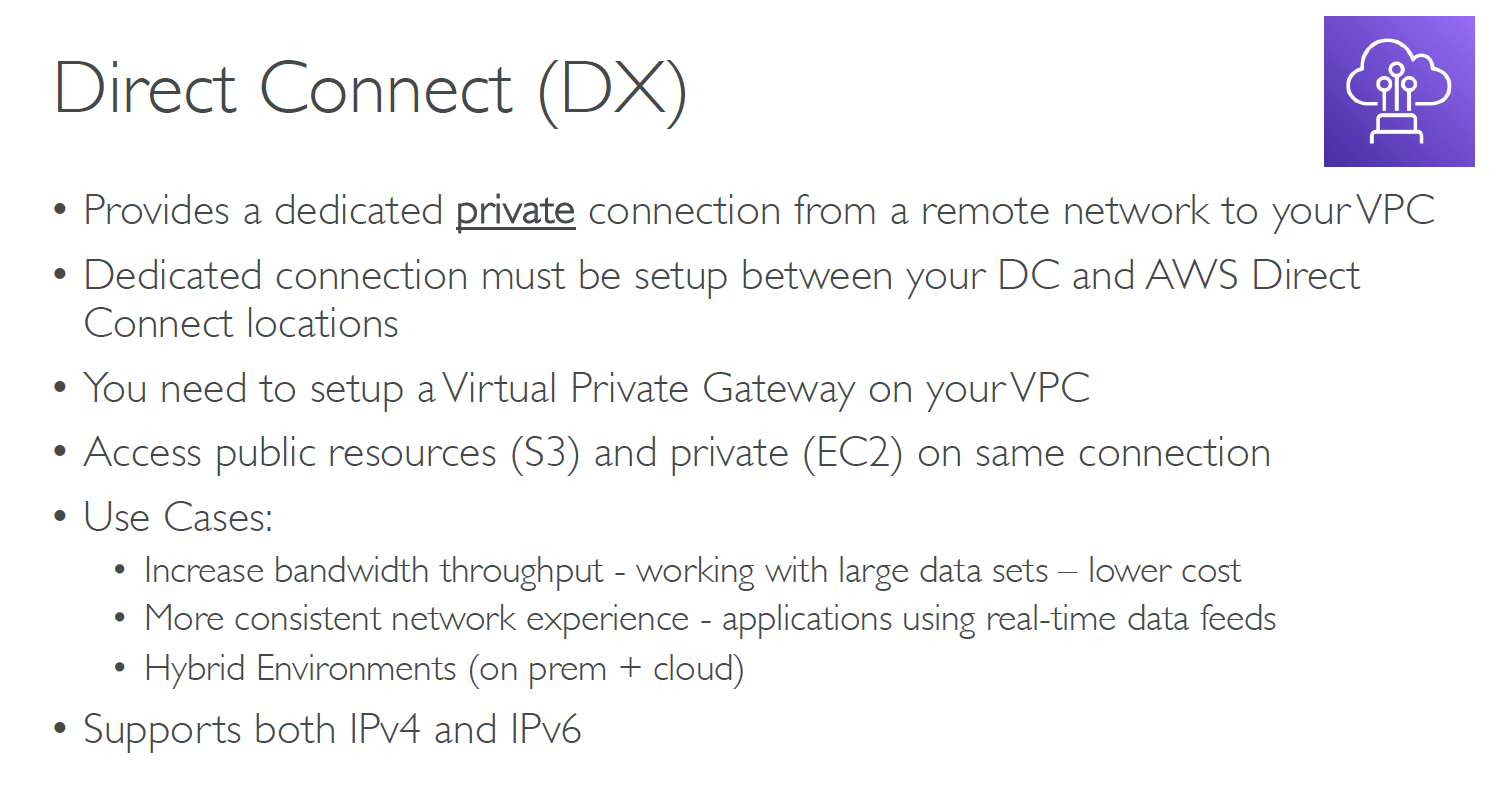 Direct Connect (DX)
• Provides a dedicated private connection from a remote network to your VPC
• Dedicated connection must be setup between your DC and AWS Direct
Connect locations
• You need to setup a Virtual Private Gateway on your VPC
• Access public resources (S3) and private (EC2) on same connection
• Use Cases:
• Increase bandwidth throughput - working with large data sets – lower cost
• More consistent network experience - applications using real-time data feeds
• Hybrid Environments (on prem + cloud)
• Supports both IPv4 and IPv6